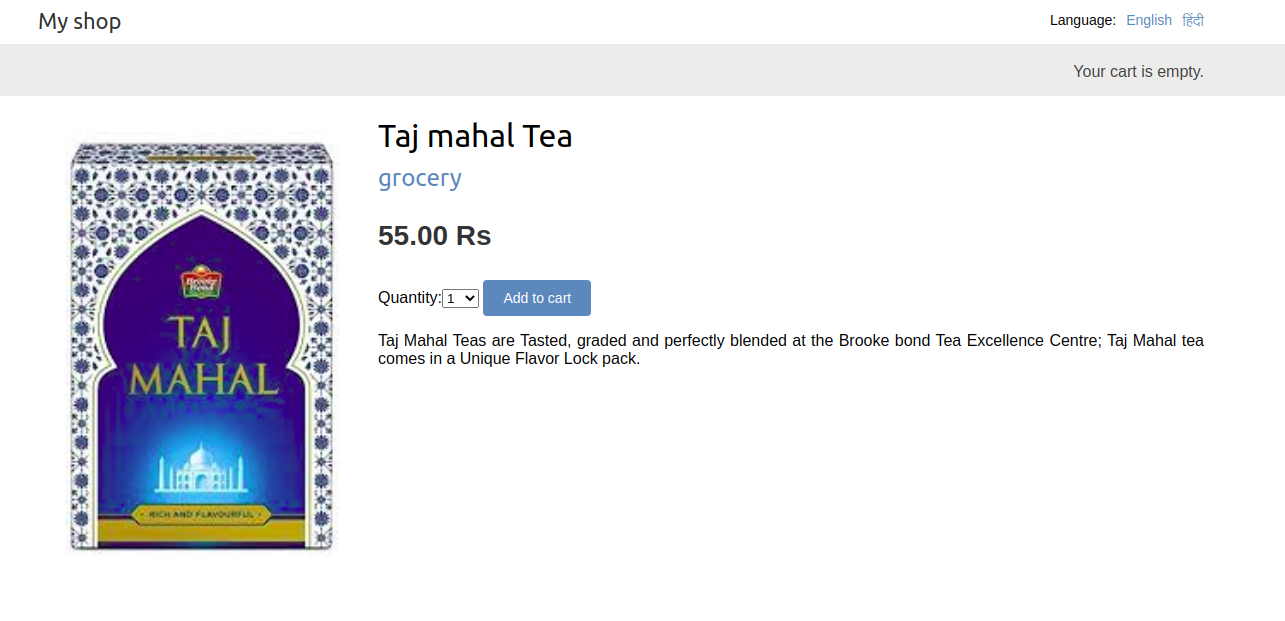 My shop
Language: English हिंदी
Your cart is empty.
Taj mahal Tea
grocery
55.00 Rs
Quantity: 1 Add to cart
Taj Mahal Teas are Tasted, graded and perfectly blended at the Brooke bond Tea Excellence Centre; Taj Mahal tea
comes in a Unique Flavor Lock pack.
Brooke
Bond
TAJ
MAHAL
RICH AND FLAVOURFUL